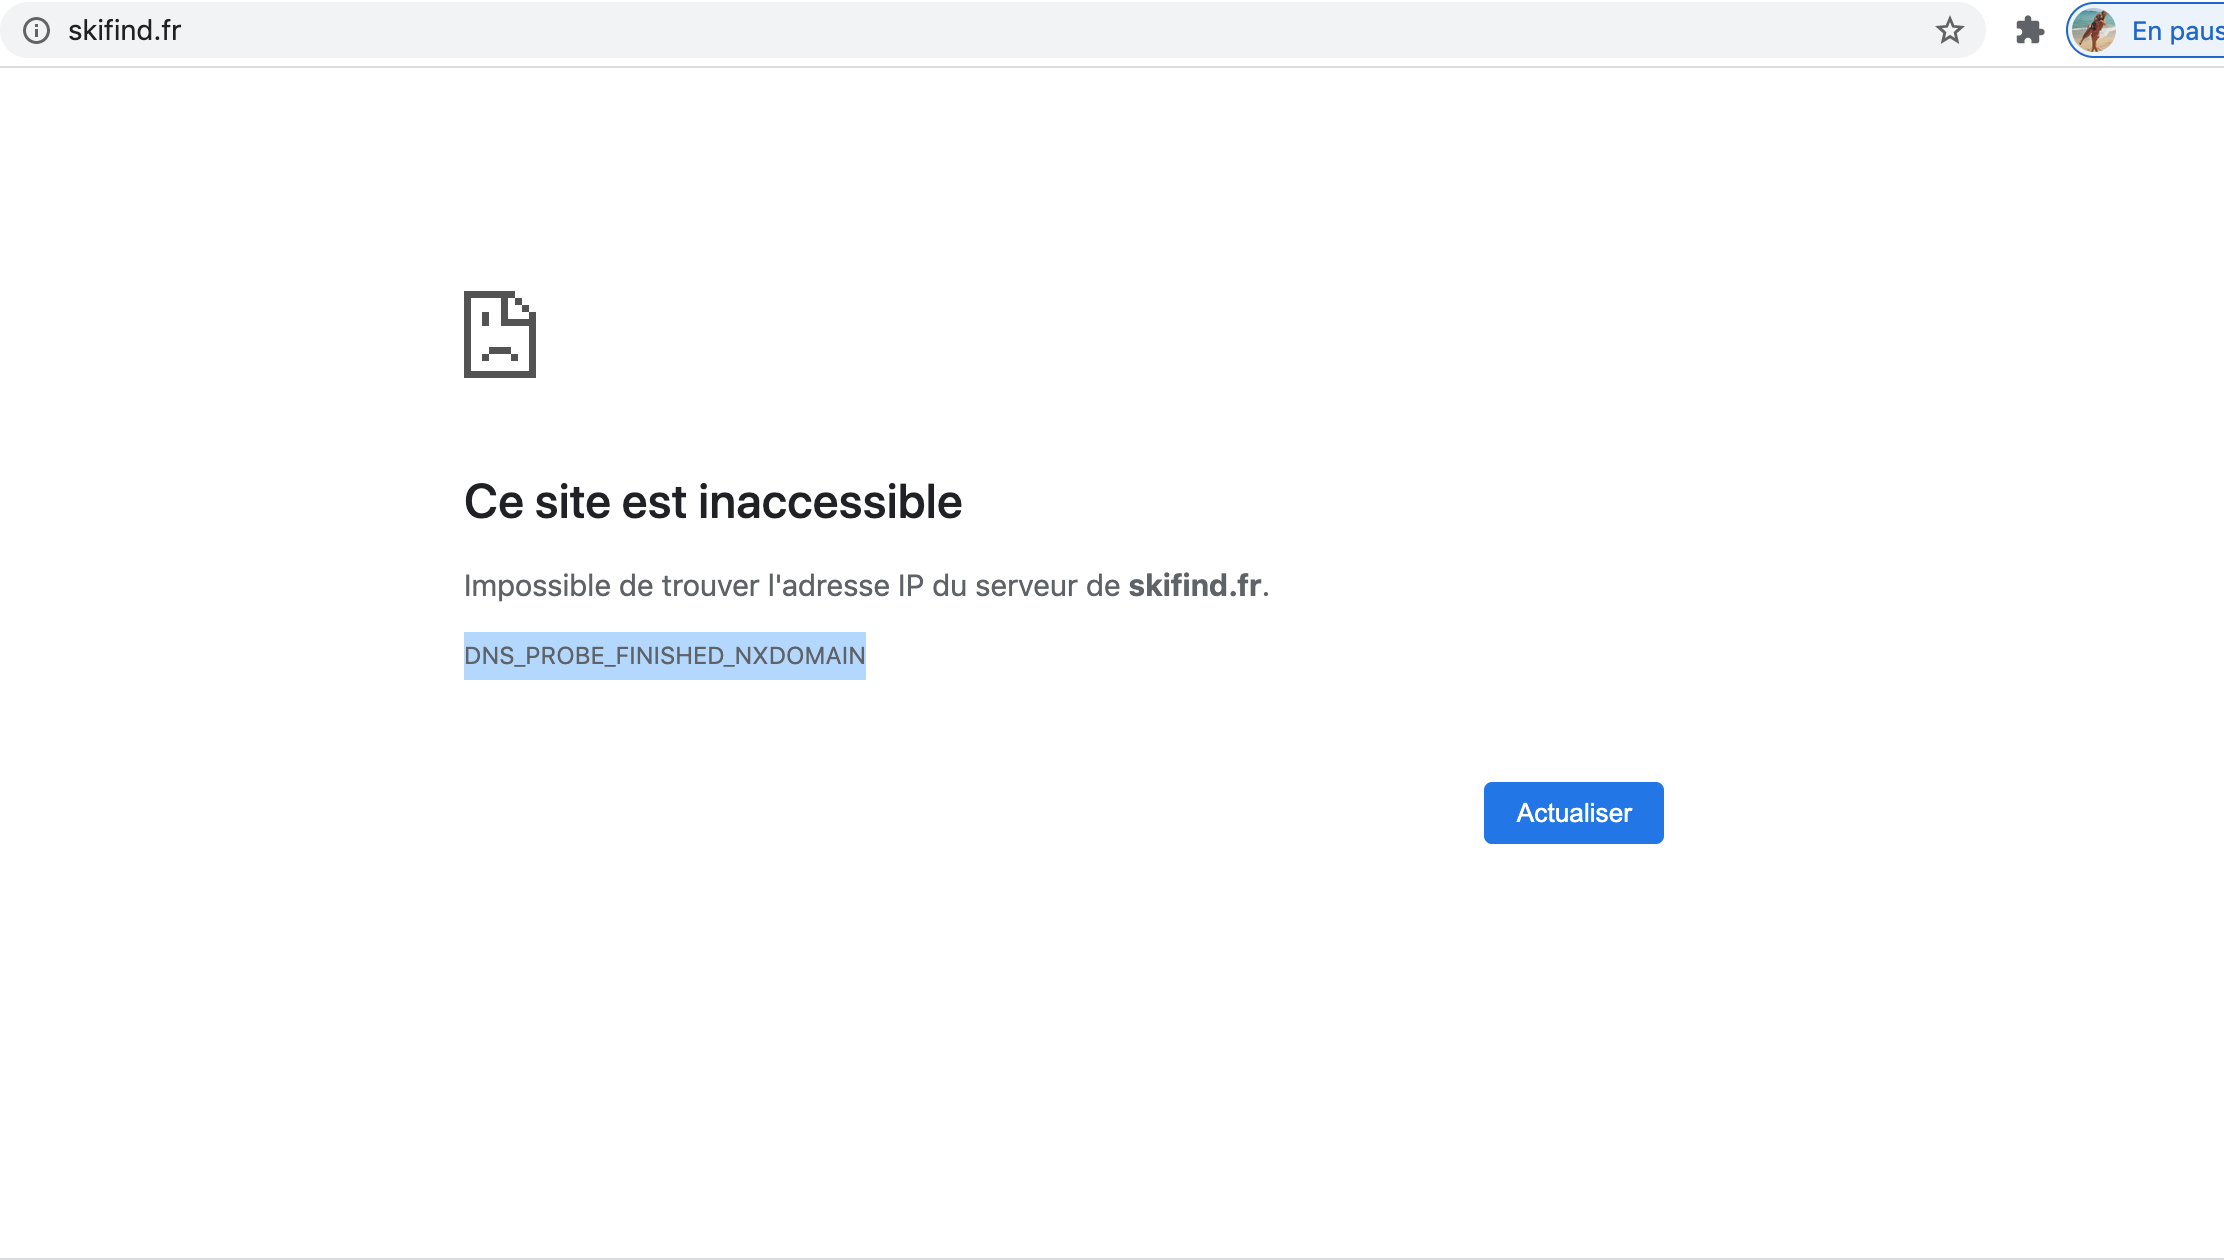 skifind.fr
En paus
Ce site est inaccessible
Impossible de trouver l'adresse IP du serveur de skifind.fr.
DNS_PROBE_FINISHED_NXDOMAIN
Actualiser